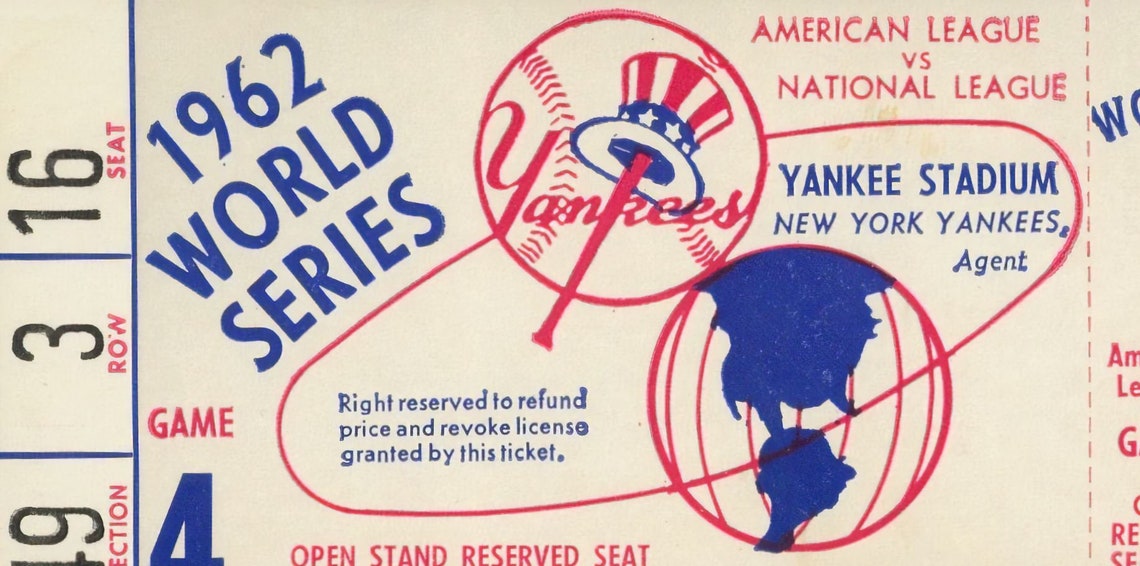 16
SEAT
3
ROW
1962
WORLD
SERIES
Yankees
AMERICAN LEAGUE
VS
NATIONAL LEAGUE
YANKEE STADIUM
NEW YORK YANKEES,
Agent
Right reserved to refund
price and revoke license
granted by this ticket.
GAME
4
OPEN STAND RESERVED SEAT